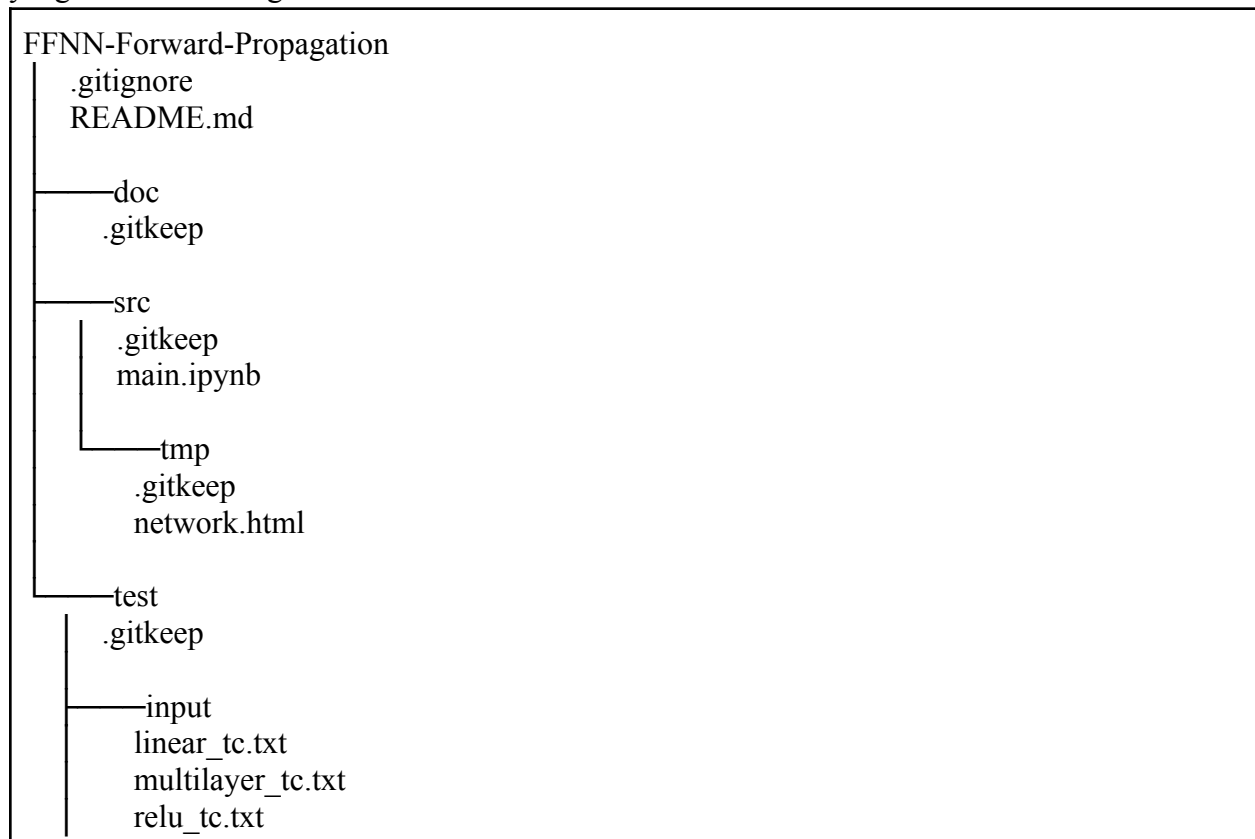 FFNN-Forward-Propagation
.gitignore
README.md
doc
.gitkeep
src
.gitkeep
main.ipynb
tmp
.gitkeep
network.html
test
.gitkeep
input
linear_tc.txt
multilayer_tc.txt
relu_tc.txt